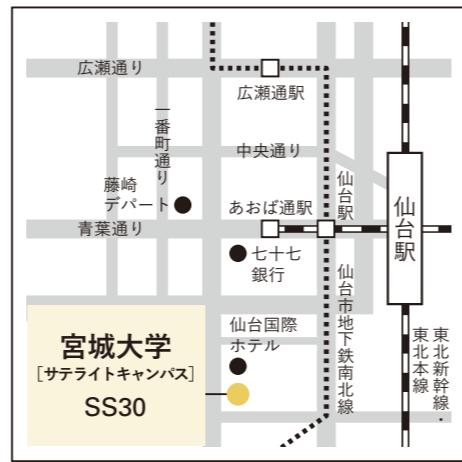 広瀬通り
広瀬通駅
一番町通り
中央通り
藤崎
デパート
仙台駅
あおば通駅
仙台駅
青葉通り
七十七
銀行
仙台市地下鉄南北線
仙台国際
ホテル
東北新幹線・
東北本線
宮城大学
[サテライトキャンパス]
SS30